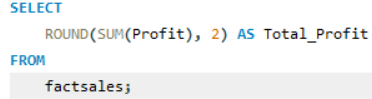 SELECT
ROUND(SUM(Profit), 2) AS Total_Profit
FROM
factsales;